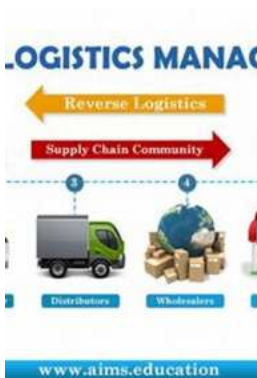 LOGISTICS MANAG
Reverse Logistics
Supply Chain Community
3 4
Distributors Wholesalers
www.aims.education